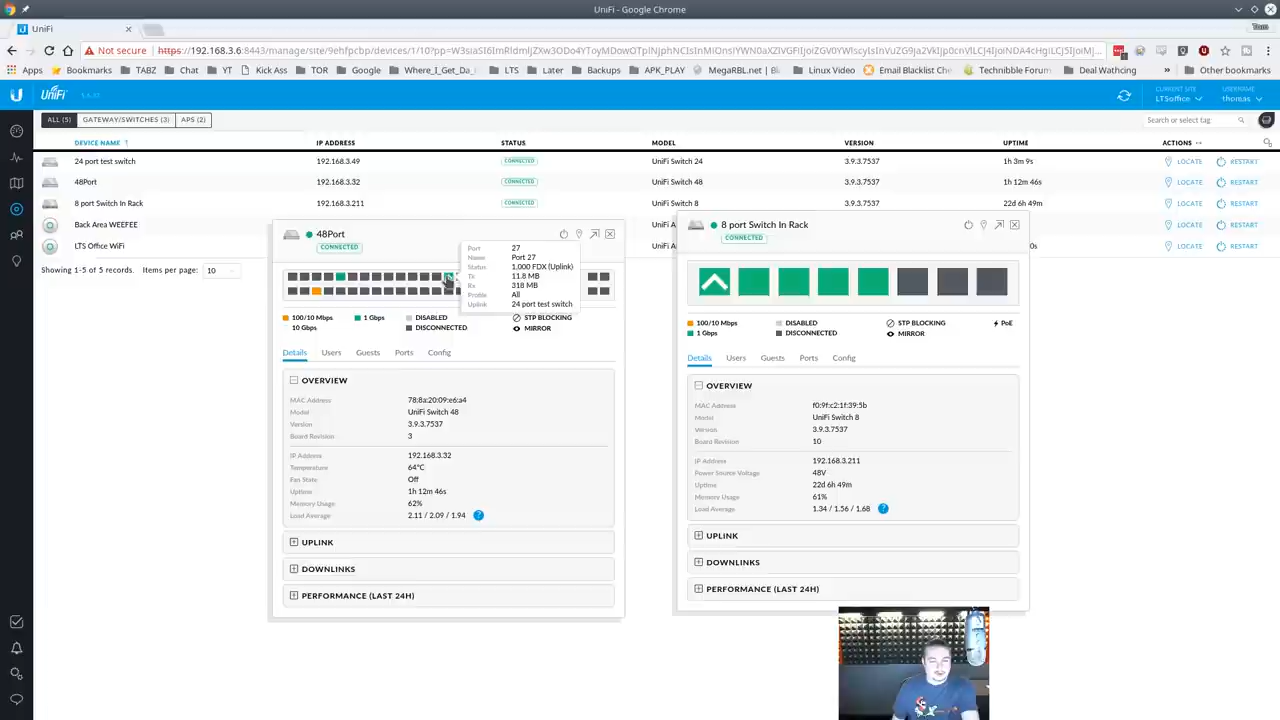 UniFi - Google Chrome
UniFi
Tom
Not secure https://192.168.3.6:8443/manage/site/9ehfpcbp/devices/1/10?
Apps Bookmarks TABZ Chat YT Kick Ass TOR Google Where_I_Get_Da_ LTS Later Backups APK_PLAY MegaRBL.net | Bl Linux Video Email Blacklist Che Technibble Forum Deal Wathcing » Other bookmarks
UniFi
CURRENT SITE
LTSoffice
USERNAME
thomas
ALL (5) GATEWAY/SWITCHES (3) APS (2)
Search or select tag
DEVICE NAME ↑ IP ADDRESS STATUS MODEL VERSION UPTIME ACTIONS
24 port test switch 192.168.3.49 CONNECTED UniFi Switch 24 3.9.3.7537 1h 3m 9s LOCATE RESTART
48Port 192.168.3.32 CONNECTED UniFi Switch 48 3.9.3.7537 1h 12m 46s LOCATE RESTART
8 port Switch In Rack 192.168.3.211 CONNECTED UniFi Switch 8 3.9.3.7537 22d 6h 49m LOCATE RESTART
Back Area WEEFEE LOCATE RESTART
LTS Office WiFi LOCATE RESTART
Showing 1-5 of 5 records. Items per page: 10
48Port
CONNECTED
Port 27
Name Port 27
Status 1,000 FDX (Uplink)
Tx 11.8 MB
Rx 318 MB
Profile All
Uplink 24 port test switch
100/10 Mbps 1 Gbps DISABLED STP BLOCKING
10 Gbps DISCONNECTED MIRROR
Details Users Guests Ports Config
OVERVIEW
MAC Address 78:8a:20:09:e6:a4
Model UniFi Switch 48
Version 3.9.3.7537
Board Revision 3
IP Address 192.168.3.32
Temperature 64°C
Fan State Off
Uptime 1h 12m 46s
Memory Usage 62%
Load Average 2.11 / 2.09 / 1.94 ?
UPLINK
DOWNLINKS
PERFORMANCE (LAST 24H)
8 port Switch In Rack
CONNECTED
100/10 Mbps DISABLED STP BLOCKING PoE
1 Gbps DISCONNECTED MIRROR
Details Users Guests Ports Config
OVERVIEW
MAC Address f0:9f:c2:1f:39:5b
Model UniFi Switch 8
Version 3.9.3.7537
Board Revision 10
IP Address 192.168.3.211
Power Source Voltage 48V
Uptime 22d 6h 49m
Memory Usage 61%
Load Average 1.34 / 1.56 / 1.68 ?
UPLINK
DOWNLINKS
PERFORMANCE (LAST 24H)